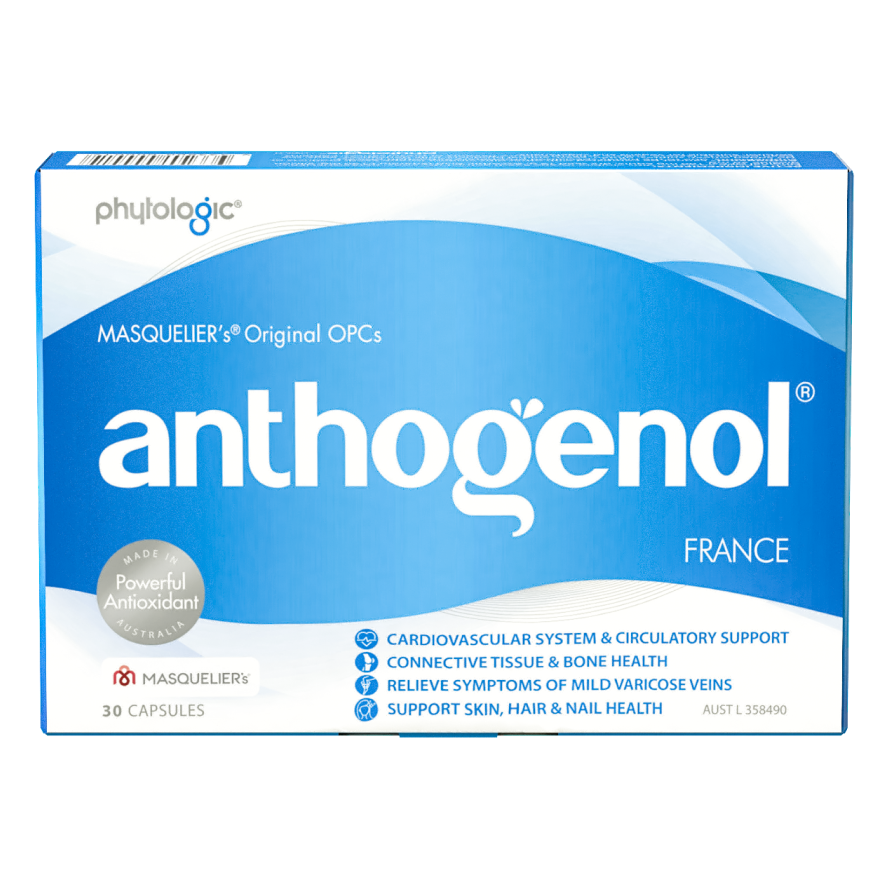 phytologic®
MASQUELIER's® Original OPCs
anthogenol®
FRANCE
MADE IN
Powerful
Antioxidant
AUSTRALIA
MASQUELIER's®
30 CAPSULES
CARDIOVASCULAR SYSTEM & CIRCULATORY SUPPORT
CONNECTIVE TISSUE & BONE HEALTH
RELIEVE SYMPTOMS OF MILD VARICOSE VEINS
SUPPORT SKIN, HAIR & NAIL HEALTH
AUST L 358490